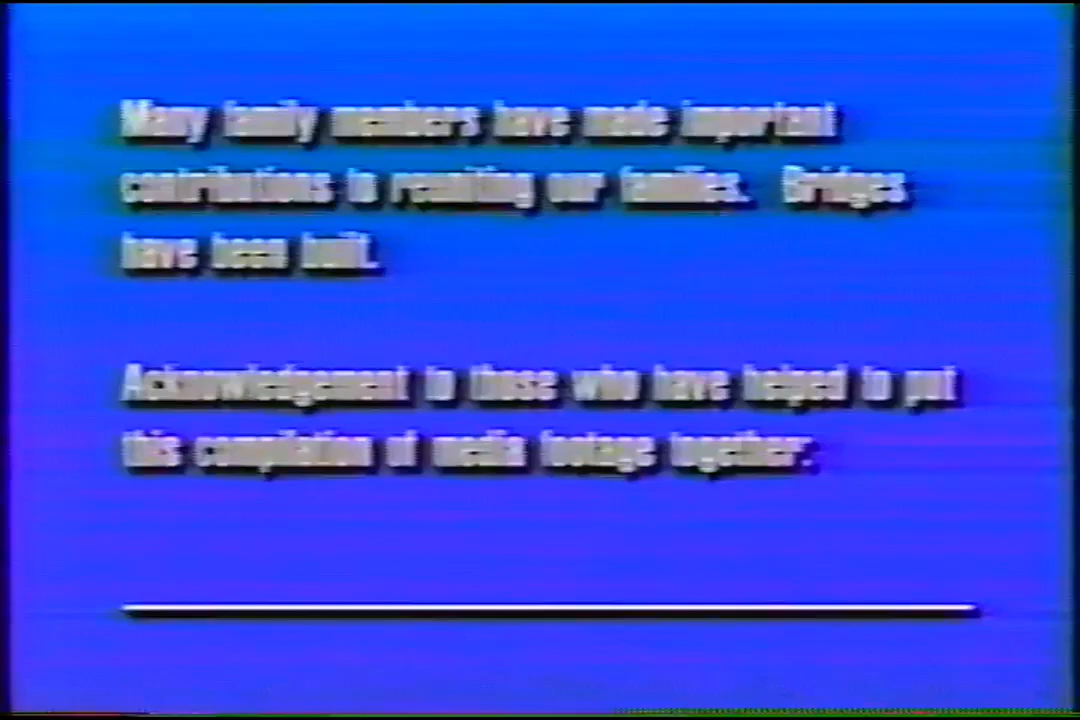 Many family members have made important
contributions to reuniting our families. Bridges
have been built.
Acknowledgement to those who have helped to put
this compilation of media footage together: